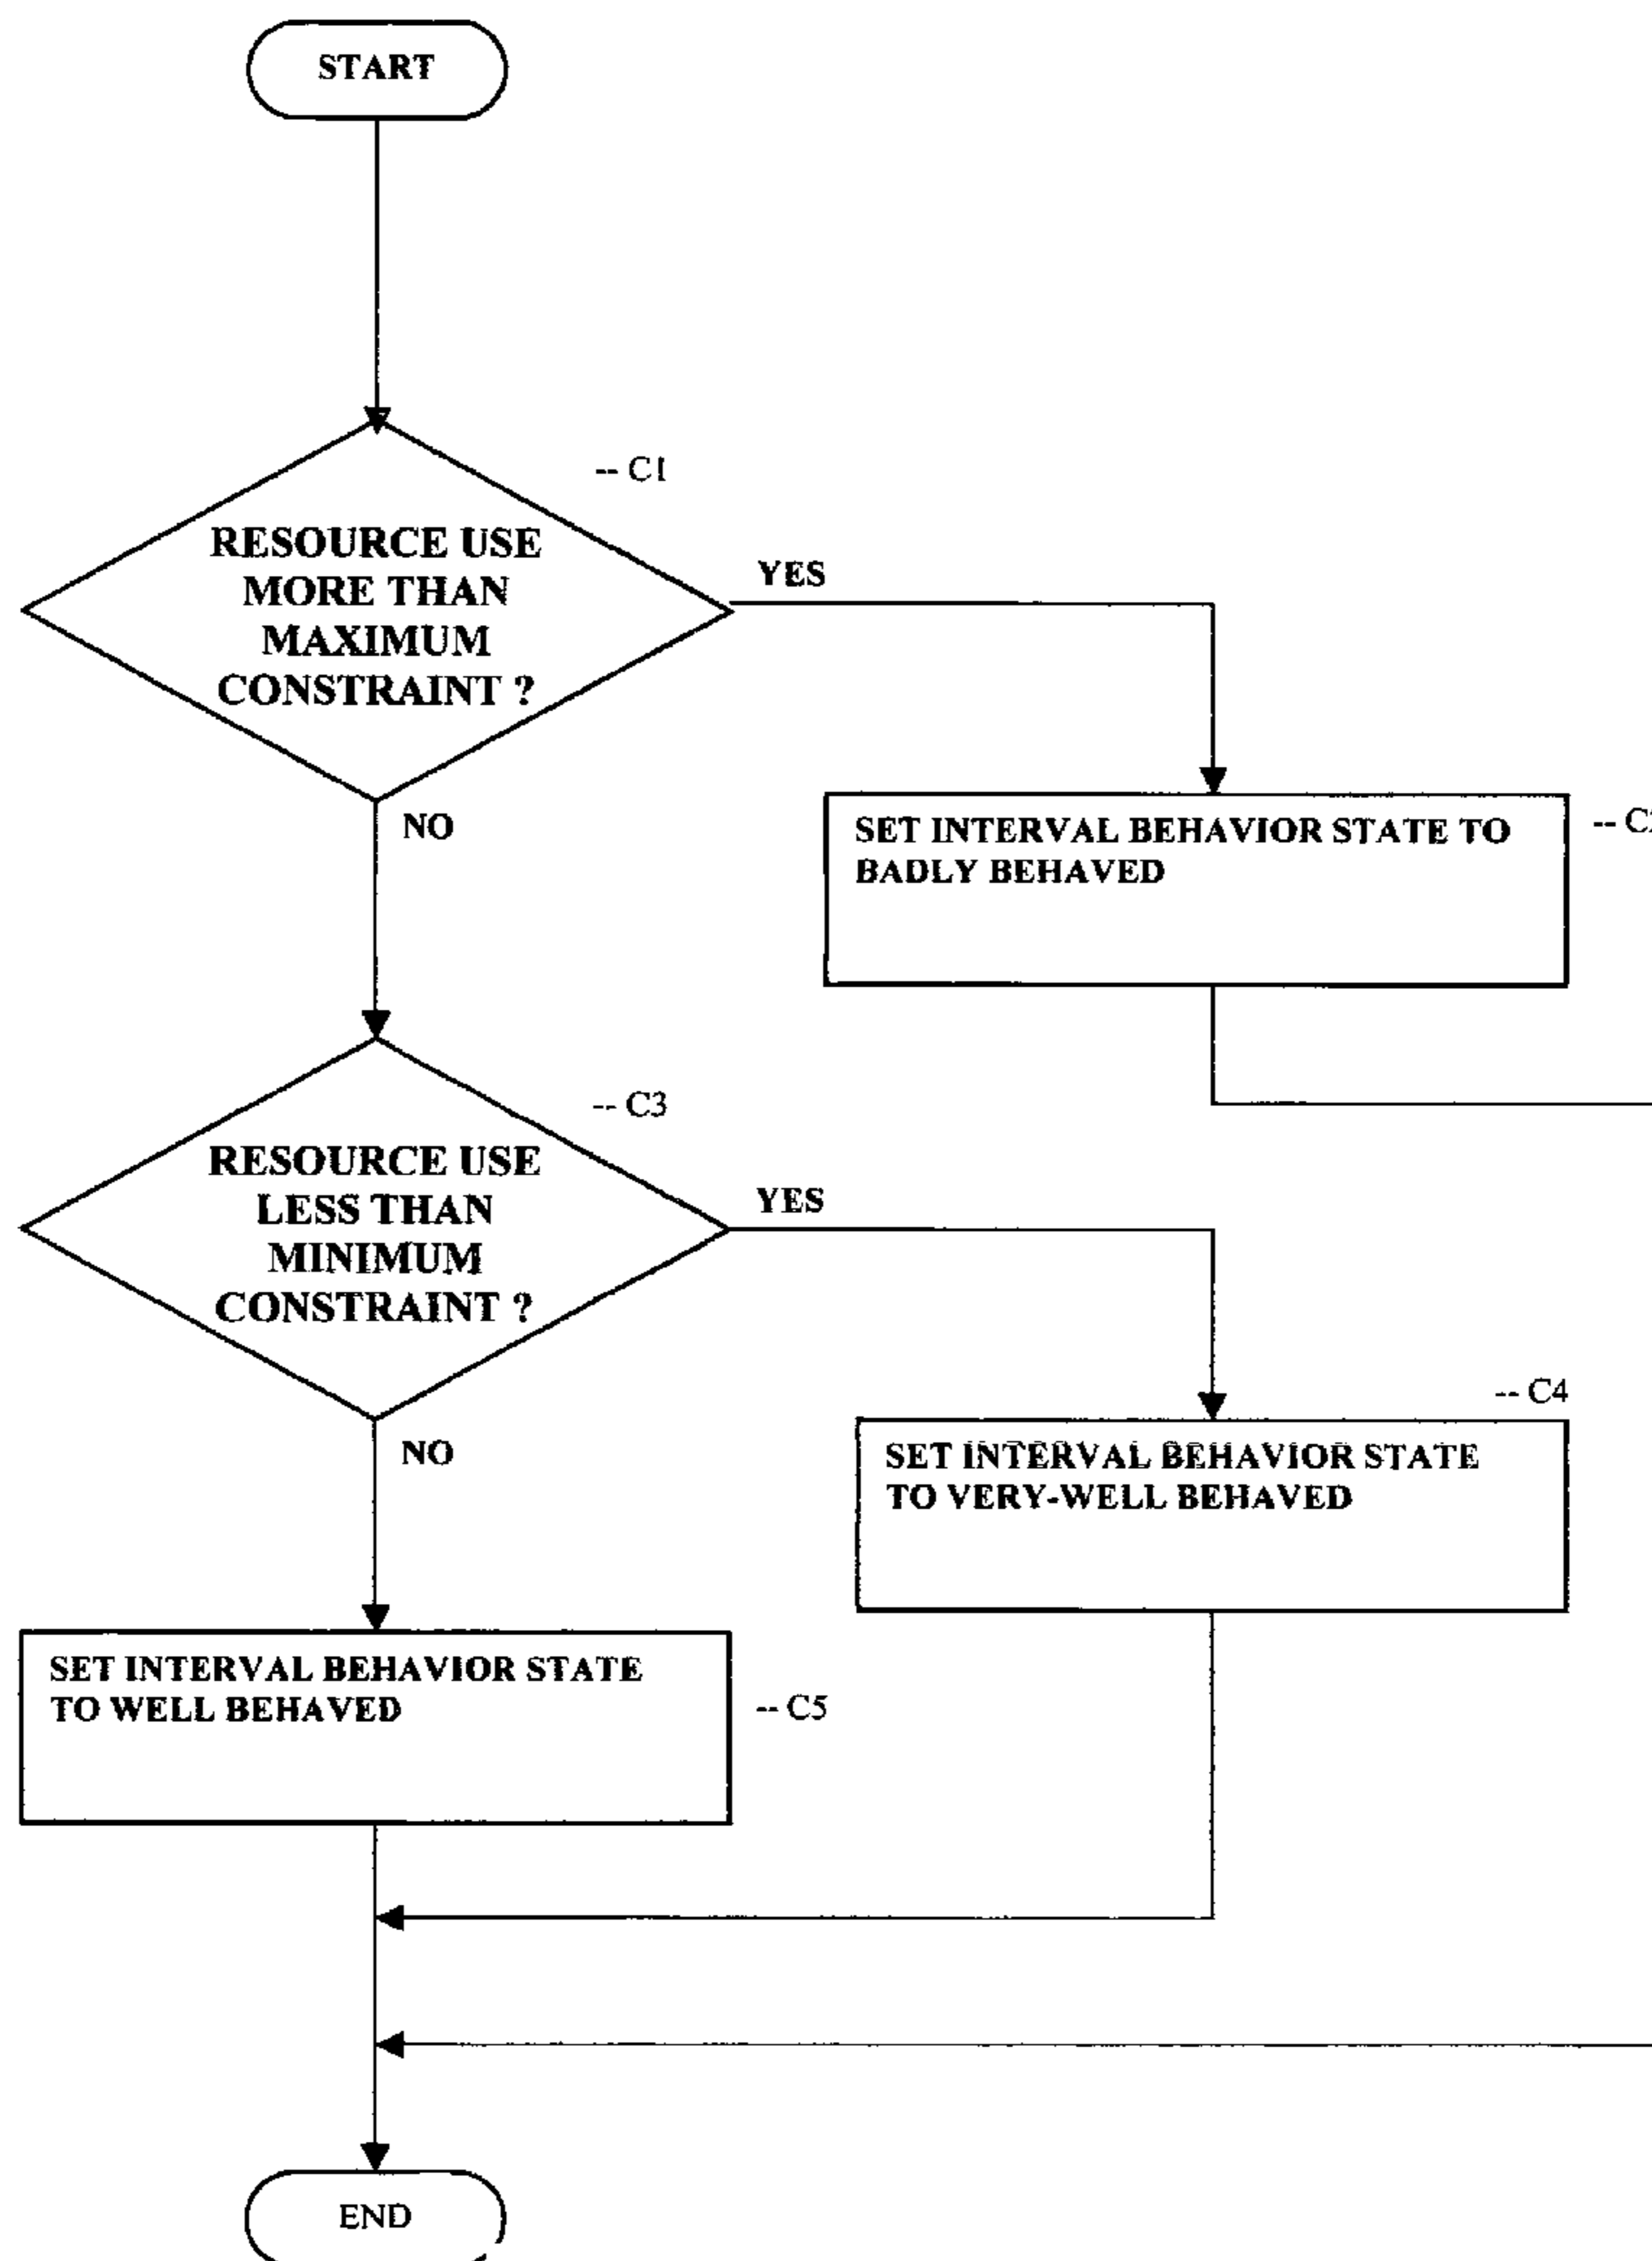 START
-- C1
RESOURCE USE
MORE THAN
MAXIMUM
CONSTRAINT ?
YES
NO
SET INTERVAL BEHAVIOR STATE TO
BADLY BEHAVED
-- C3
RESOURCE USE
LESS THAN
MINIMUM
CONSTRAINT ?
YES
NO
-- C4
SET INTERVAL BEHAVIOR STATE
TO VERY-WELL BEHAVED
SET INTERVAL BEHAVIOR STATE
TO WELL BEHAVED
-- C5
END